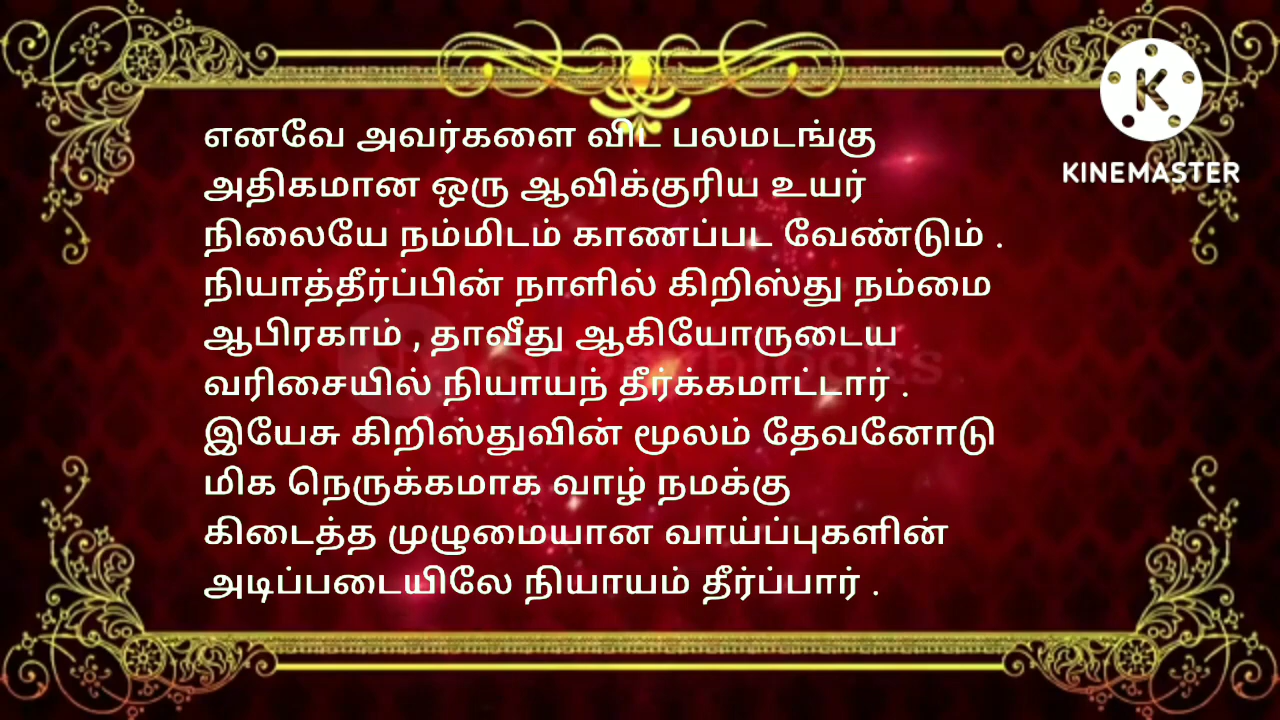 எனவே அவர்களை விட பலமடங்கு
அதிகமான ஒரு ஆவிக்குரிய உயர்
நிலையே நம்மிடம் காணப்பட வேண்டும் .
நியாத்தீர்ப்பின் நாளில் கிறிஸ்து நம்மை
ஆபிரகாம் , தாவீது ஆகியோருடைய
வரிசையில் நியாயந் தீர்க்கமாட்டார் .
இயேசு கிறிஸ்துவின் மூலம் தேவனோடு
மிக நெருக்கமாக வாழ் நமக்கு
கிடைத்த முழுமையான வாய்ப்புகளின்
அடிப்படையிலே நியாயம் தீர்ப்பார் .
K
KINEMASTER